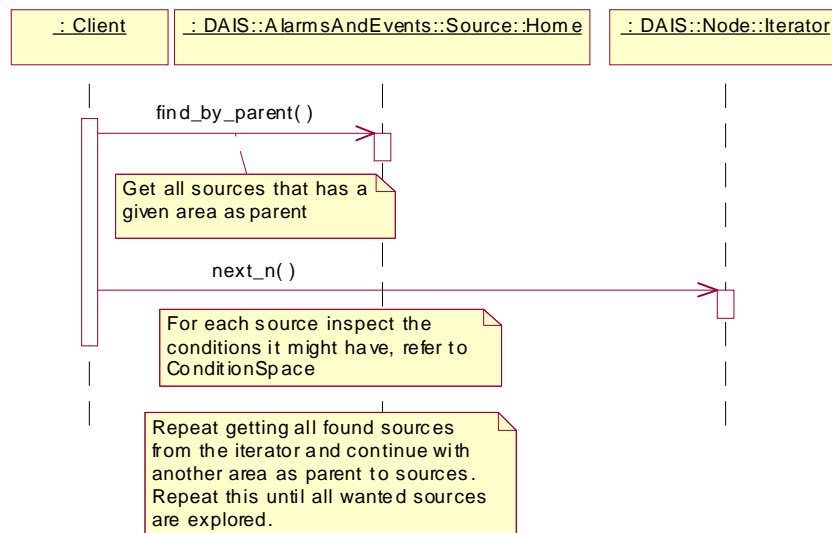 : Client
: DAIS::AlarmsAndEvents::Source::Home
: DAIS::Node::Iterator
find_by_parent( )
Get all sources that has a
given area as parent
next_n( )
For each source inspect the
conditions it might have, refer to
ConditionSpace
Repeat getting all found sources
from the iterator and continue with
another area as parent to sources.
Repeat this until all wanted sources
are explored.